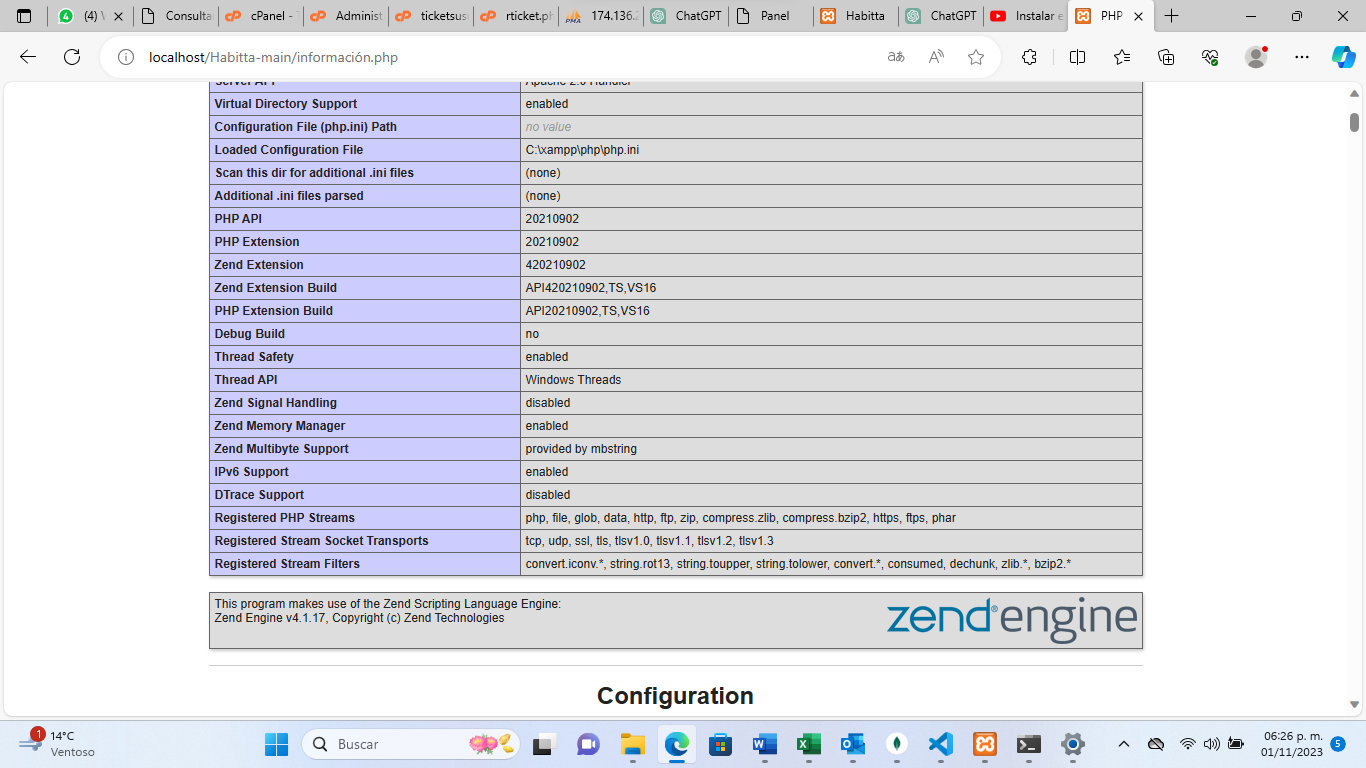 (4) V
Consulta
cPanel - T
Administ
ticketsus
rticket.ph
174.136.2
ChatGPT
Panel
Habitta
ChatGPT
Instalar e
PHP
localhost/Habitta-main/información.php
Server API Apache 2.0 Handler
Virtual Directory Support enabled
Configuration File (php.ini) Path no value
Loaded Configuration File C:\xampp\php\php.ini
Scan this dir for additional .ini files (none)
Additional .ini files parsed (none)
PHP API 20210902
PHP Extension 20210902
Zend Extension 420210902
Zend Extension Build API420210902,TS,VS16
PHP Extension Build API20210902,TS,VS16
Debug Build no
Thread Safety enabled
Thread API Windows Threads
Zend Signal Handling disabled
Zend Memory Manager enabled
Zend Multibyte Support provided by mbstring
IPv6 Support enabled
DTrace Support disabled
Registered PHP Streams php, file, glob, data, http, ftp, zip, compress.zlib, compress.bzip2, https, ftps, phar
Registered Stream Socket Transports tcp, udp, ssl, tls, tlsv1.0, tlsv1.1, tlsv1.2, tlsv1.3
Registered Stream Filters convert.iconv.*, string.rot13, string.toupper, string.tolower, convert.*, consumed, dechunk, zlib.*, bzip2.*
This program makes use of the Zend Scripting Language Engine:
Zend Engine v4.1.17, Copyright (c) Zend Technologies
zend®engine
Configuration
1
14°C
Ventoso
Buscar
06:26 p. m.
01/11/2023
5